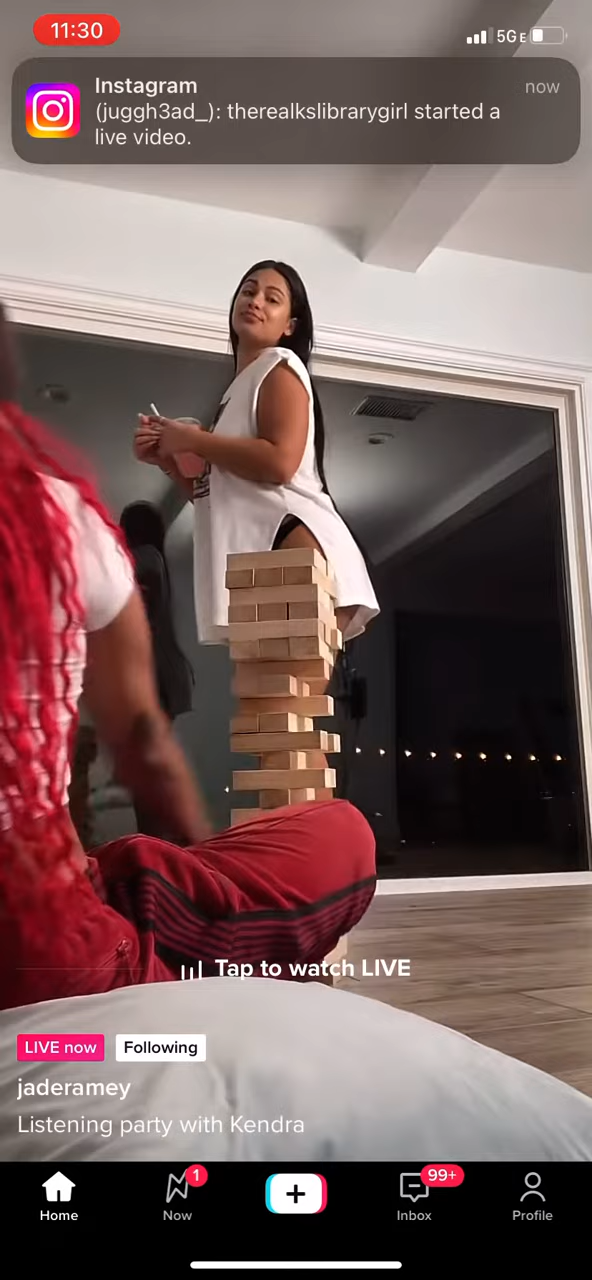 11:30
5GE
Instagram
now
(juggh3ad_): therealkslibrarygirl started a
live video.
Tap to watch LIVE
LIVE now
Following
jaderamey
Listening party with Kendra
1
99+
Home
Now
Inbox
Profile